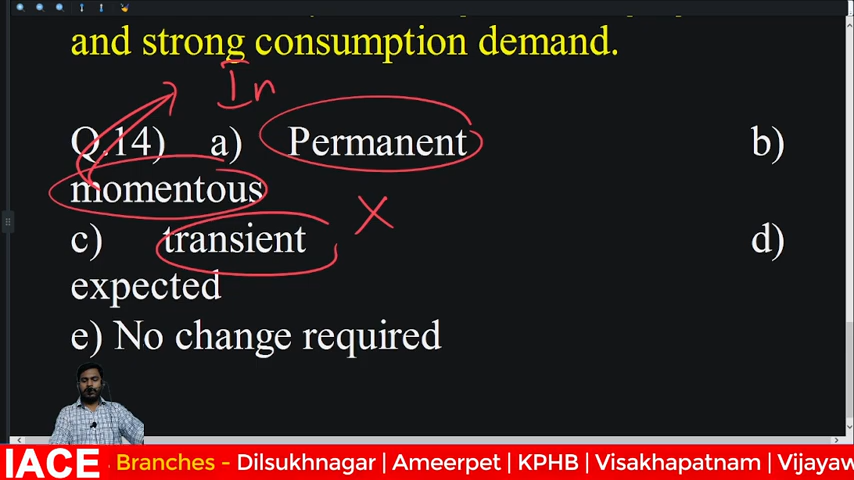 and strong consumption demand.
In
Q.14) a) Permanent b)
momentous
c) transient d)
expected
e) No change required
IACE Branches - Dilsukhnagar | Ameerpet | KPHB | Visakhapatnam | Vijayaw